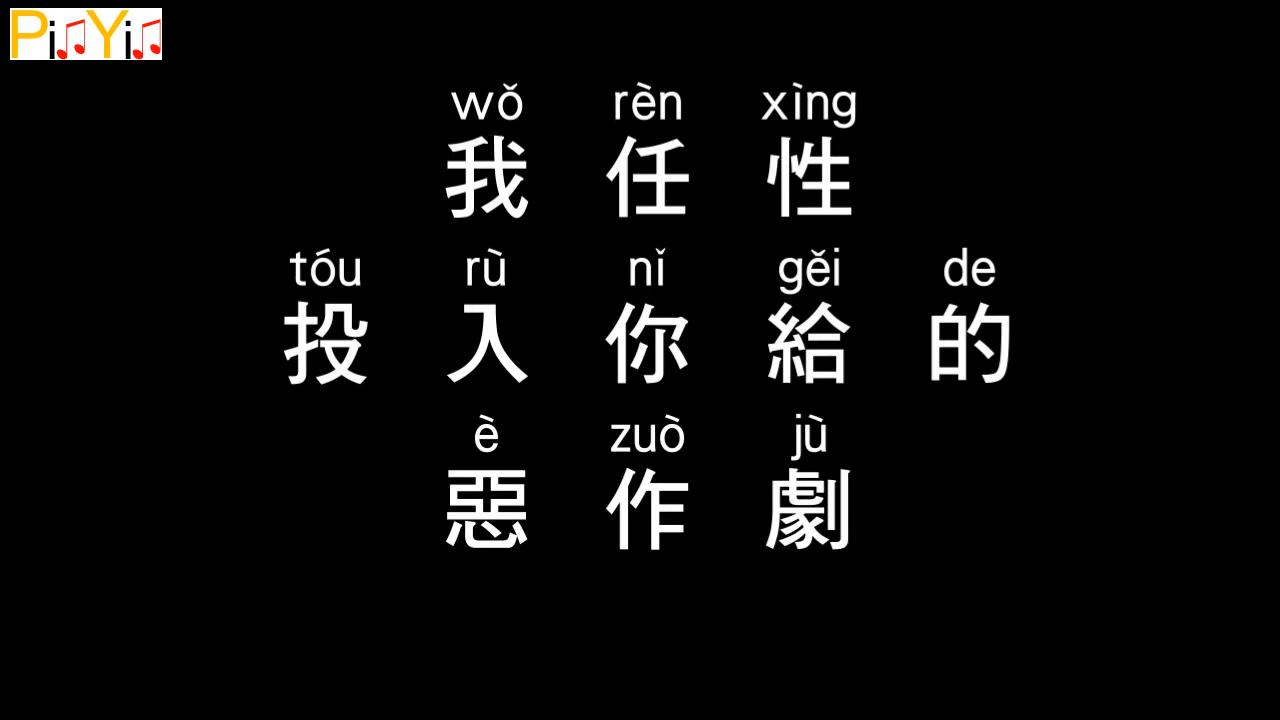 PinYin
wǒ rèn xìng
我任性
tóu rù nǐ gěi de
投入你給的
è zuò jù
惡作劇